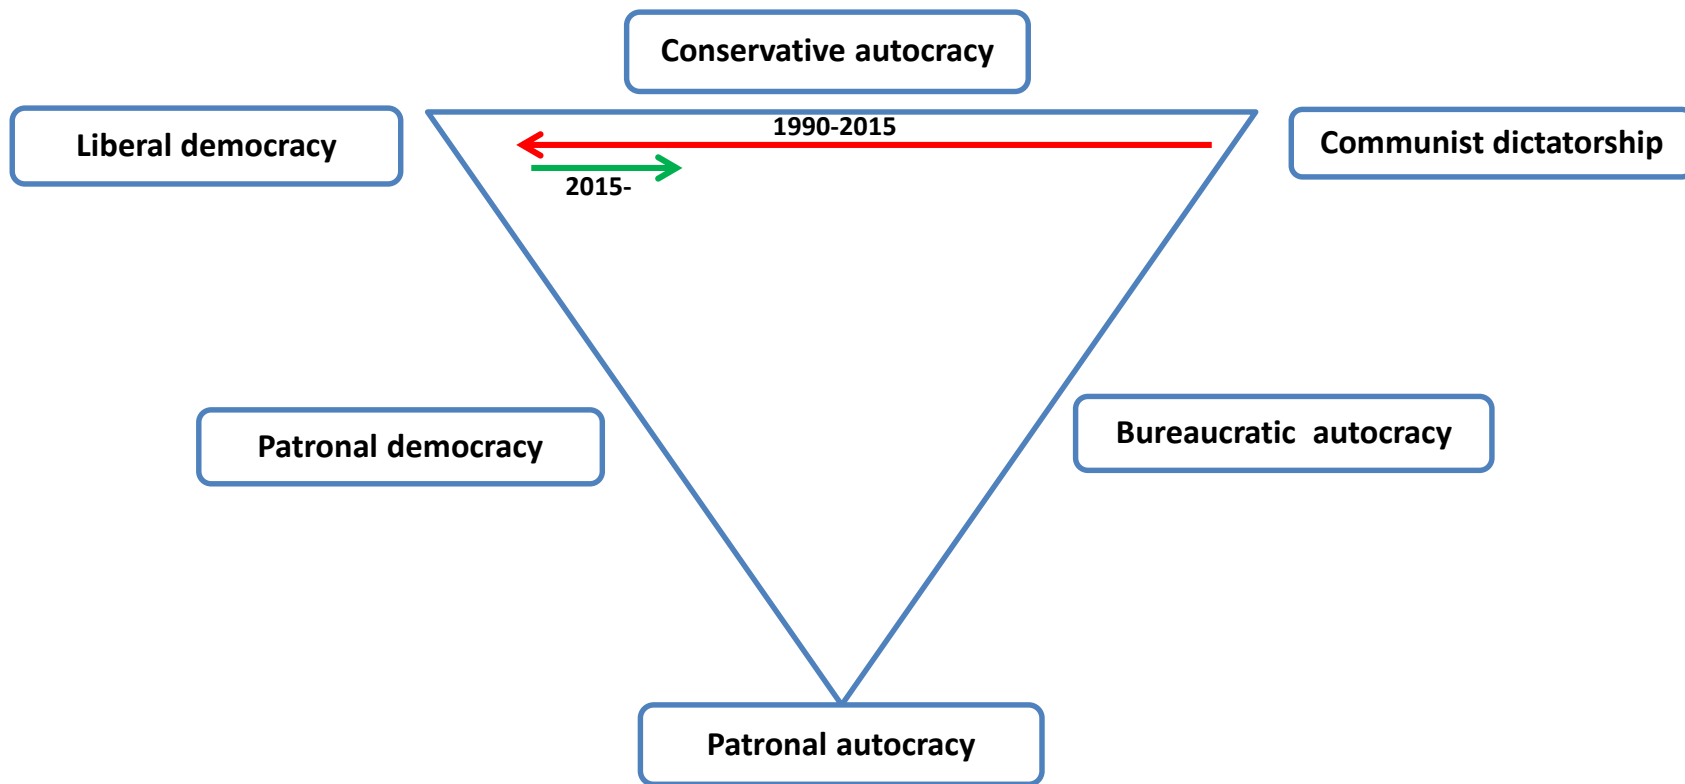 Conservative autocracy
Liberal democracy
1990-2015
Communist dictatorship
2015-
Patronal democracy
Bureaucratic  autocracy
Patronal autocracy